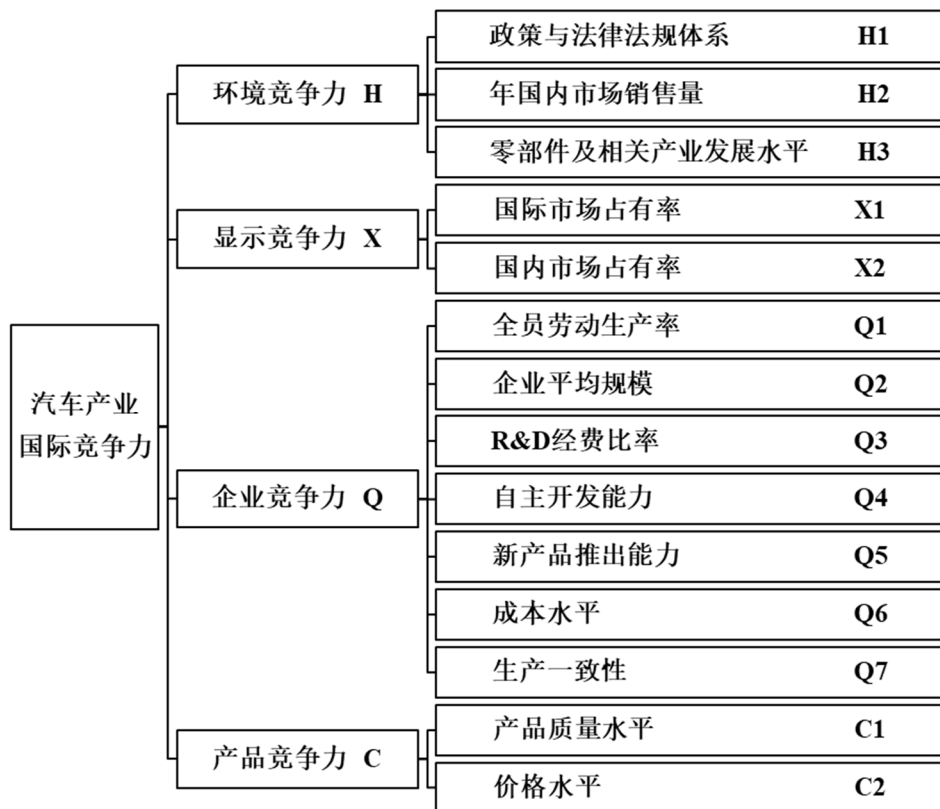 汽车产业
国际竞争力
环境竞争力 H
政策与法律法规体系 H1
年国内市场销售量 H2
零部件及相关产业发展水平 H3
显示竞争力 X
国际市场占有率 X1
国内市场占有率 X2
企业竞争力 Q
全员劳动生产率 Q1
企业平均规模 Q2
R&D经费比率 Q3
自主开发能力 Q4
新产品推出能力 Q5
成本水平 Q6
生产一致性 Q7
产品竞争力 C
产品质量水平 C1
价格水平 C2